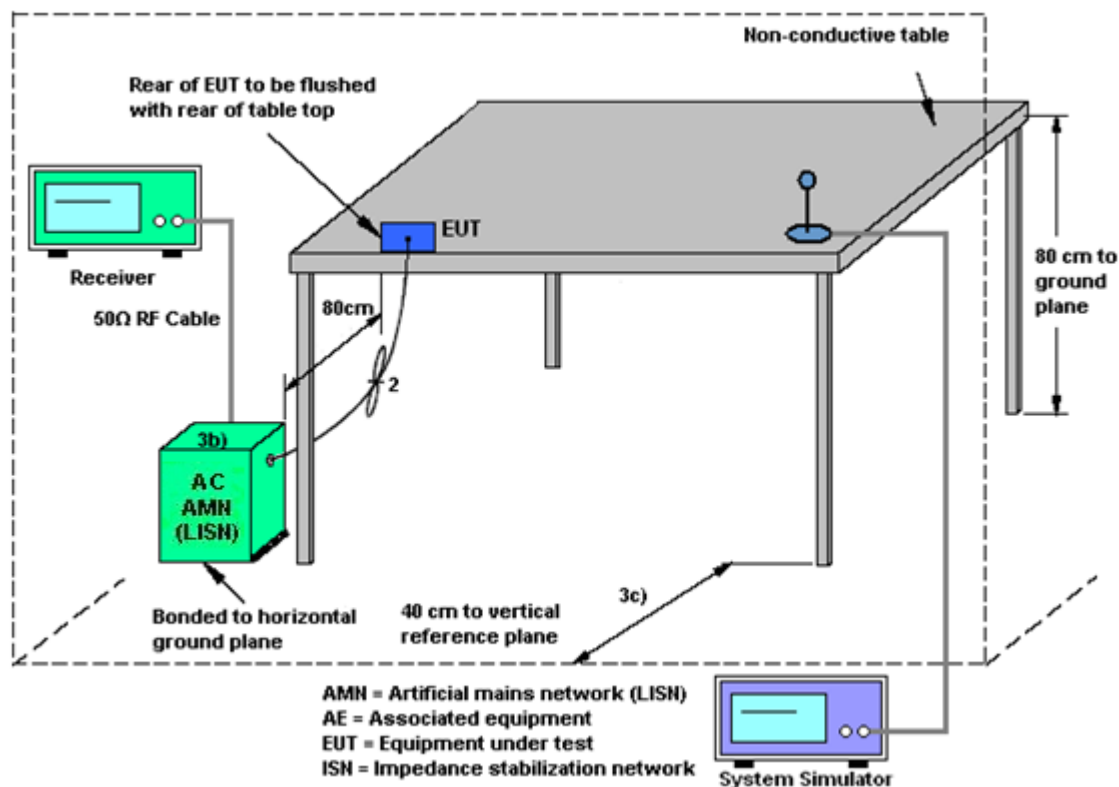 Non-conductive table
Rear of EUT to be flushed
with rear of table top
EUT
Receiver
80cm
80 cm to
ground
plane
50Ω RF Cable
2
3b)
AC
AMN
(LISN)
3c)
Bonded to horizontal
ground plane
40 cm to vertical
reference plane
AMN = Artificial mains network (LISN)
AE = Associated equipment
EUT = Equipment under test
ISN = Impedance stabilization network
System Simulator